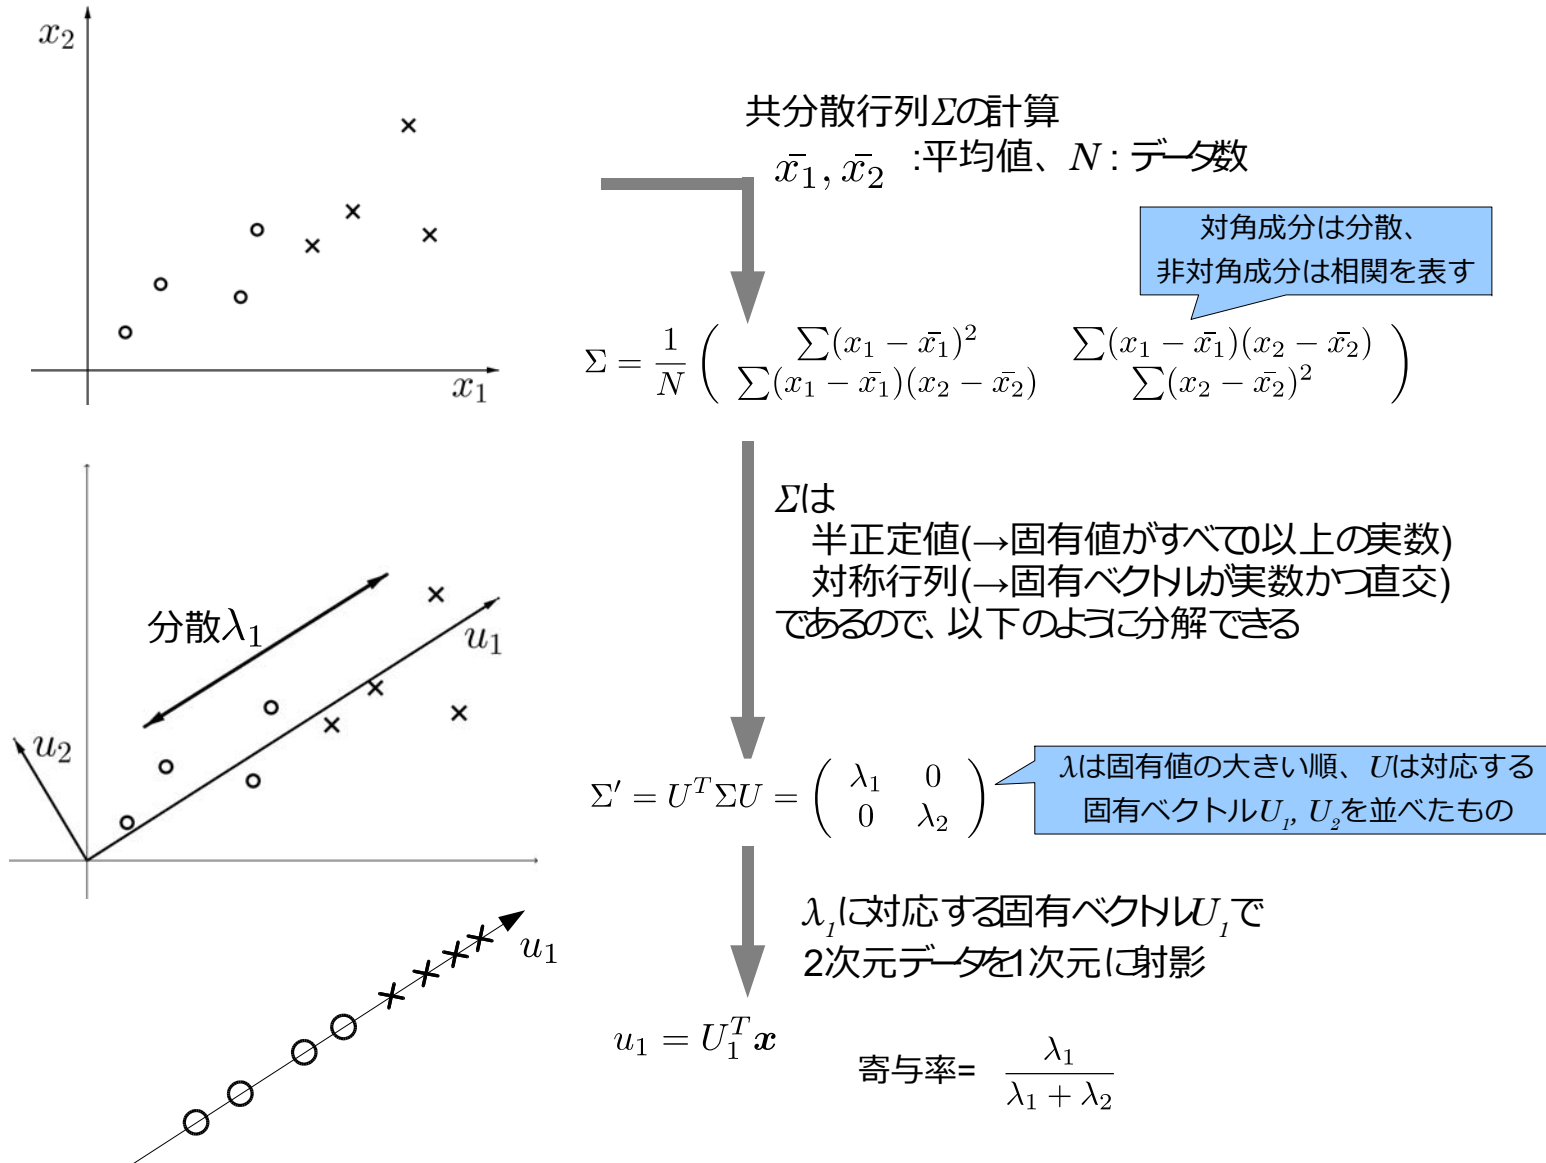 x₂
x₁
共分散行列Σの計算
x̄₁, x̄₂ :平均値、N : データ数
対角成分は分散、
非対角成分は相関を表す
Σ = 1/N ( ∑(x₁ − x̄₁)² ∑(x₁ − x̄₁)(x₂ − x̄₂)
∑(x₁ − x̄₁)(x₂ − x̄₂) ∑(x₂ − x̄₂)² )
Σは
半正定値(→固有値がすべて0以上の実数)
対称行列(→固有ベクトルが実数かつ直交)
であるので、以下のように分解できる
分散λ₁
u₁
u₂
Σ′ = UᵀΣU = ( λ₁ 0
0 λ₂ )
λは固有値の大きい順、Uは対応する
固有ベクトルU₁, U₂を並べたもの
λ₁に対応する固有ベクトルU₁で
2次元データを1次元に射影
u₁
u₁ = U₁ᵀx
寄与率= λ₁ / (λ₁ + λ₂)